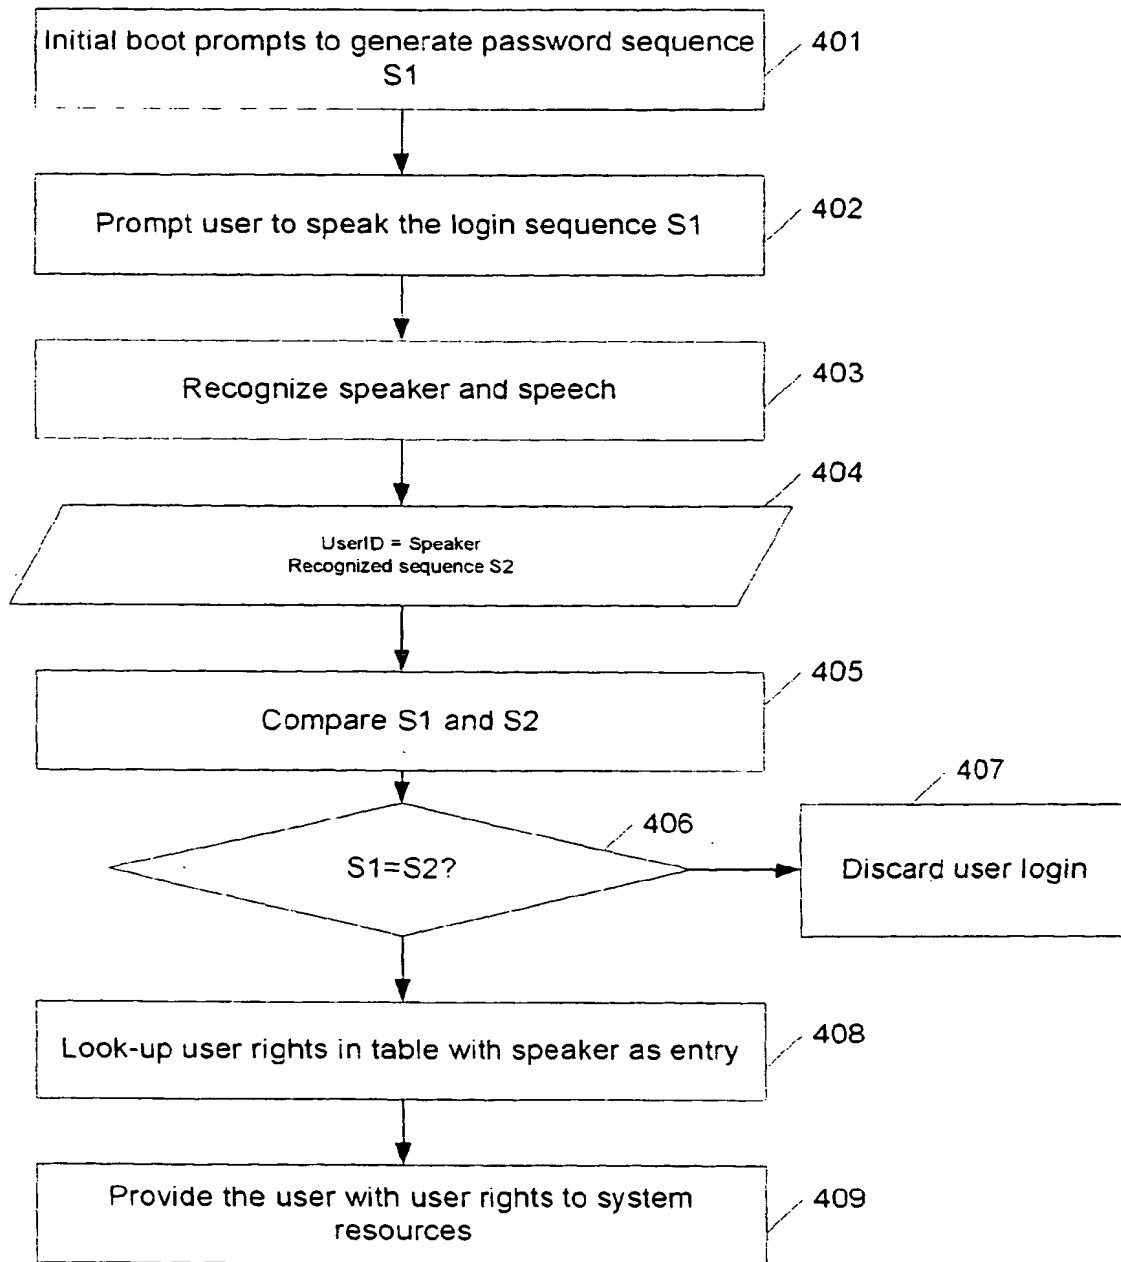 Initial boot prompts to generate password sequence
S1
401
Prompt user to speak the login sequence S1
402
Recognize speaker and speech
403
404
UserID = Speaker
Recognized sequence S2
405
Compare S1 and S2
407
406
S1=S2?
Discard user login
Look-up user rights in table with speaker as entry
408
Provide the user with user rights to system
resources
409